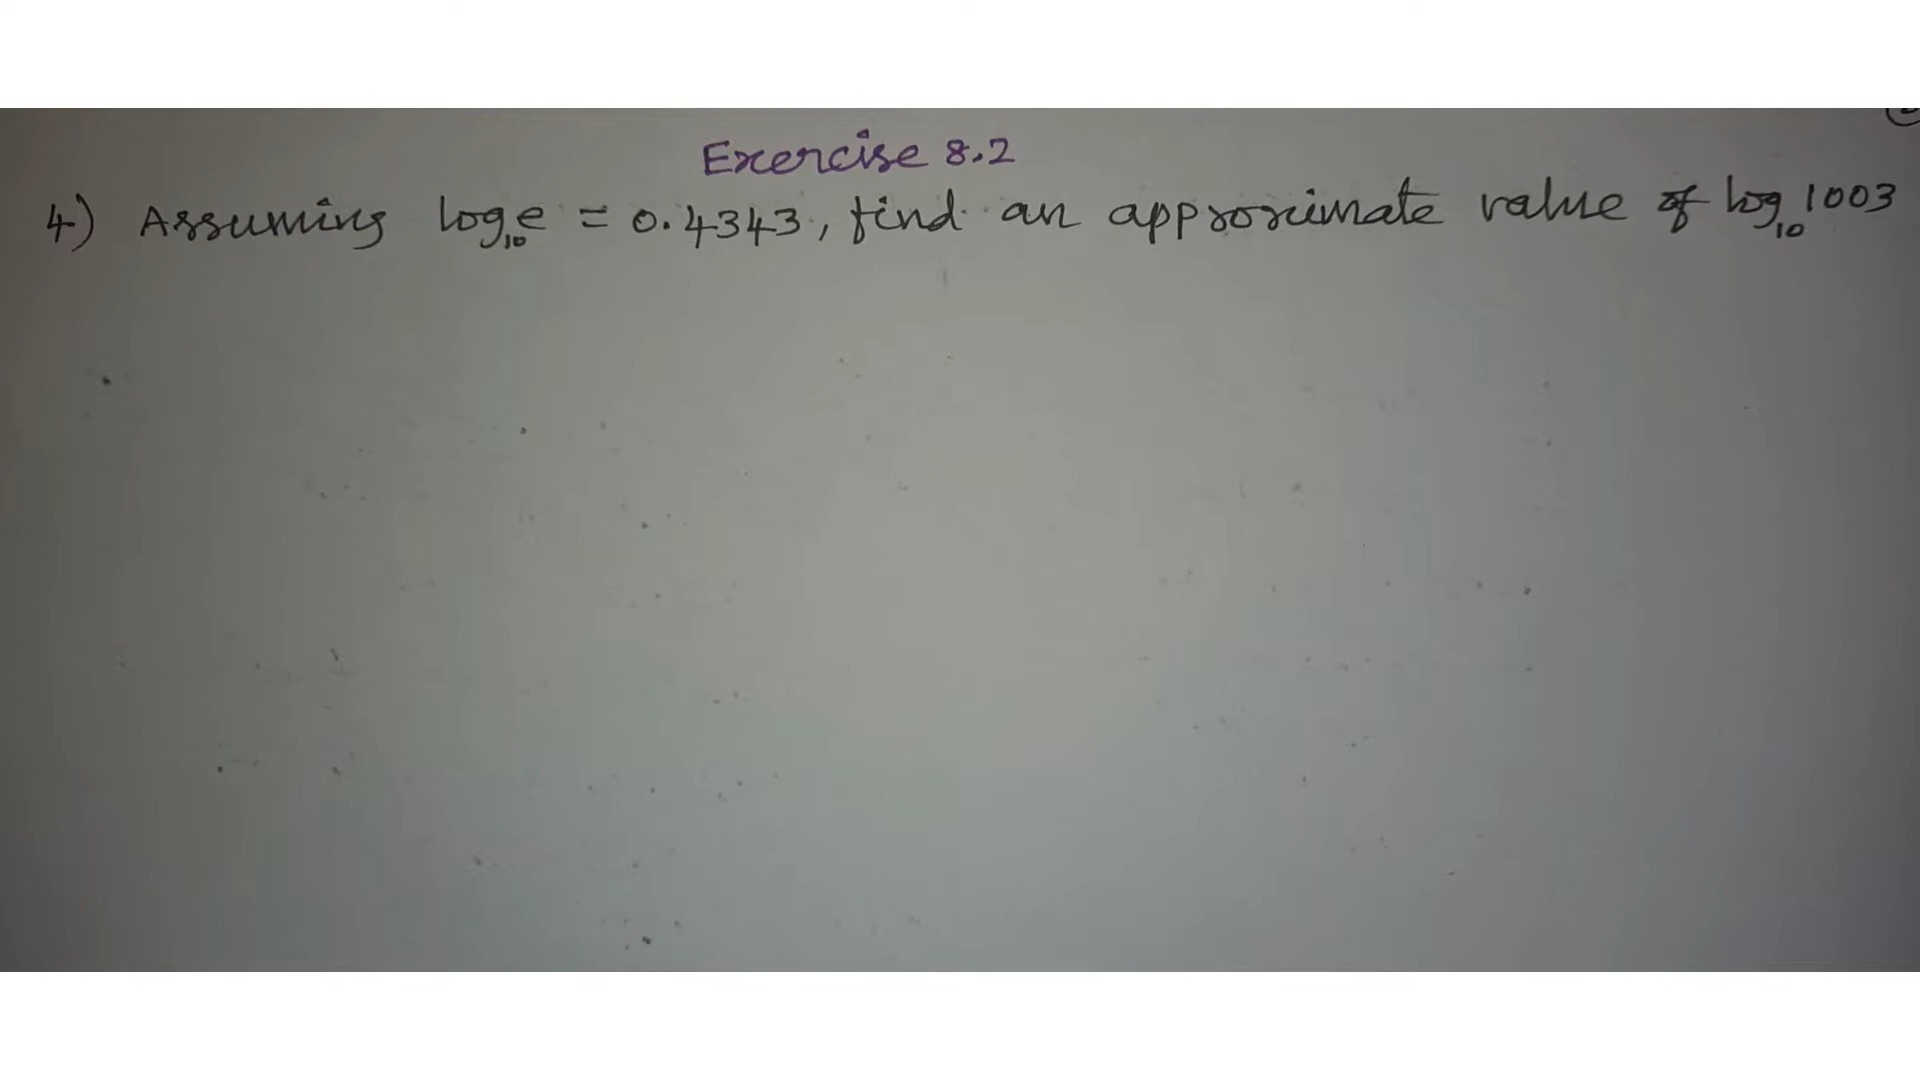 Exercise 8.2
4) Assuming log₁₀e = 0.4343, find an approximate value of log₁₀1003